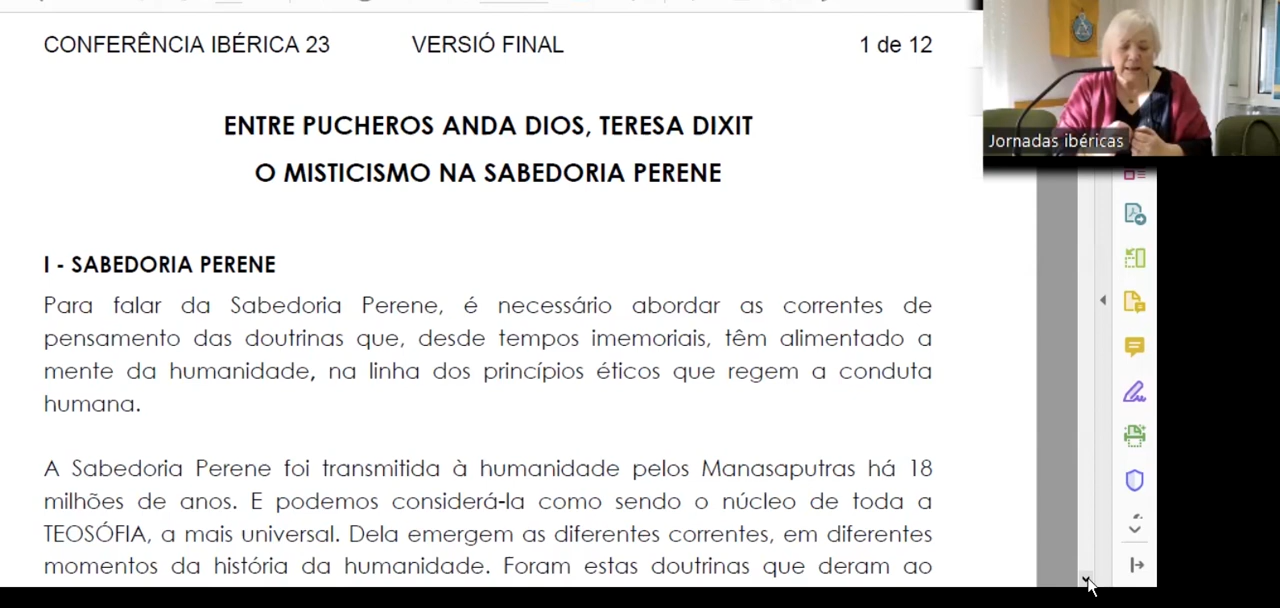 CONFERÊNCIA IBÉRICA 23 VERSIÓ FINAL 1 de 12
ENTRE PUCHEROS ANDA DIOS, TERESA DIXIT
O MISTICISMO NA SABEDORIA PERENE
Jornadas ibéricas
I - SABEDORIA PERENE
Para falar da Sabedoria Perene, é necessário abordar as correntes de
pensamento das doutrinas que, desde tempos imemoriais, têm alimentado a
mente da humanidade, na linha dos princípios éticos que regem a conduta
humana.
A Sabedoria Perene foi transmitida à humanidade pelos Manasaputras há 18
milhões de anos. E podemos considerá-la como sendo o núcleo de toda a
TEOSÓFIA, a mais universal. Dela emergem as diferentes correntes, em diferentes
momentos da história da humanidade. Foram estas doutrinas que deram ao